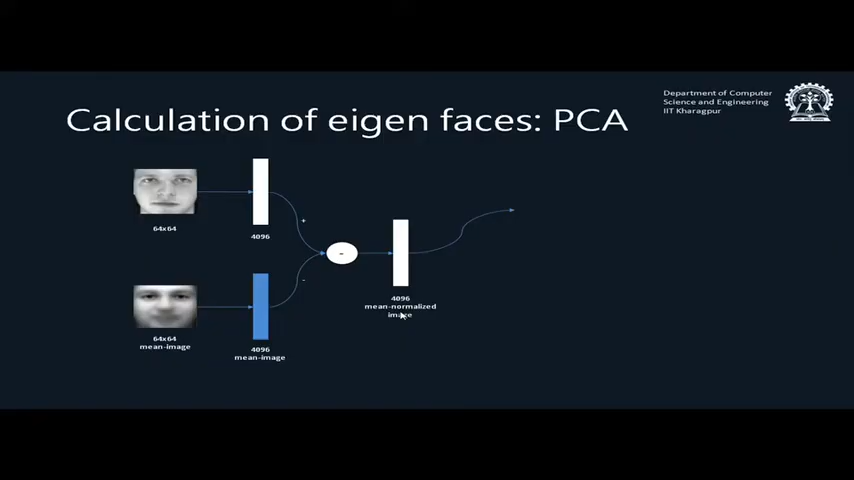 Department of Computer
Science and Engineering
IIT Kharagpur
Calculation of eigen faces: PCA
64x64
4096
+
-
-
4096
mean-normalized
image
64x64
mean-image
4096
mean-image